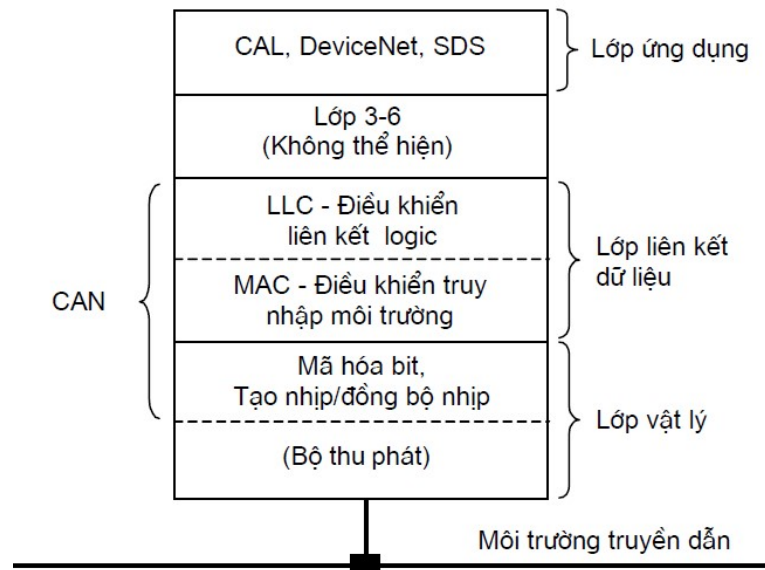 CAL, DeviceNet, SDS
Lớp ứng dụng
Lớp 3-6
(Không thể hiện)
LLC - Điều khiển
liên kết logic
MAC - Điều khiển truy
nhập môi trường
Lớp liên kết
dữ liệu
CAN
Mã hóa bit,
Tạo nhịp/đồng bộ nhịp
(Bộ thu phát)
Lớp vật lý
Môi trường truyền dẫn